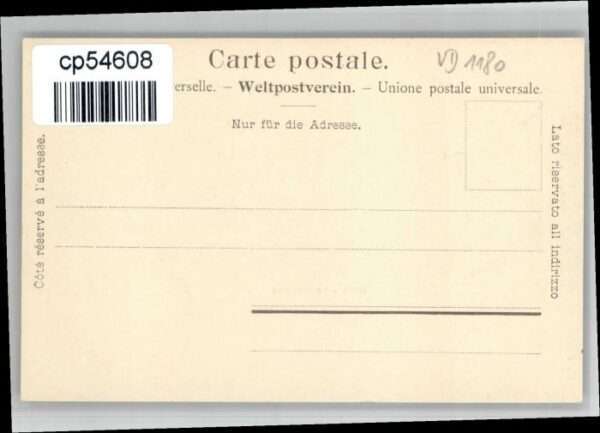 cp54608
Carte postale.
VD 1180
erselle. – Weltpostverein. – Unione postale universale.
Nur für die Adresse.
Côté réservé à l'adresse.
Lato riservato all indirizzo